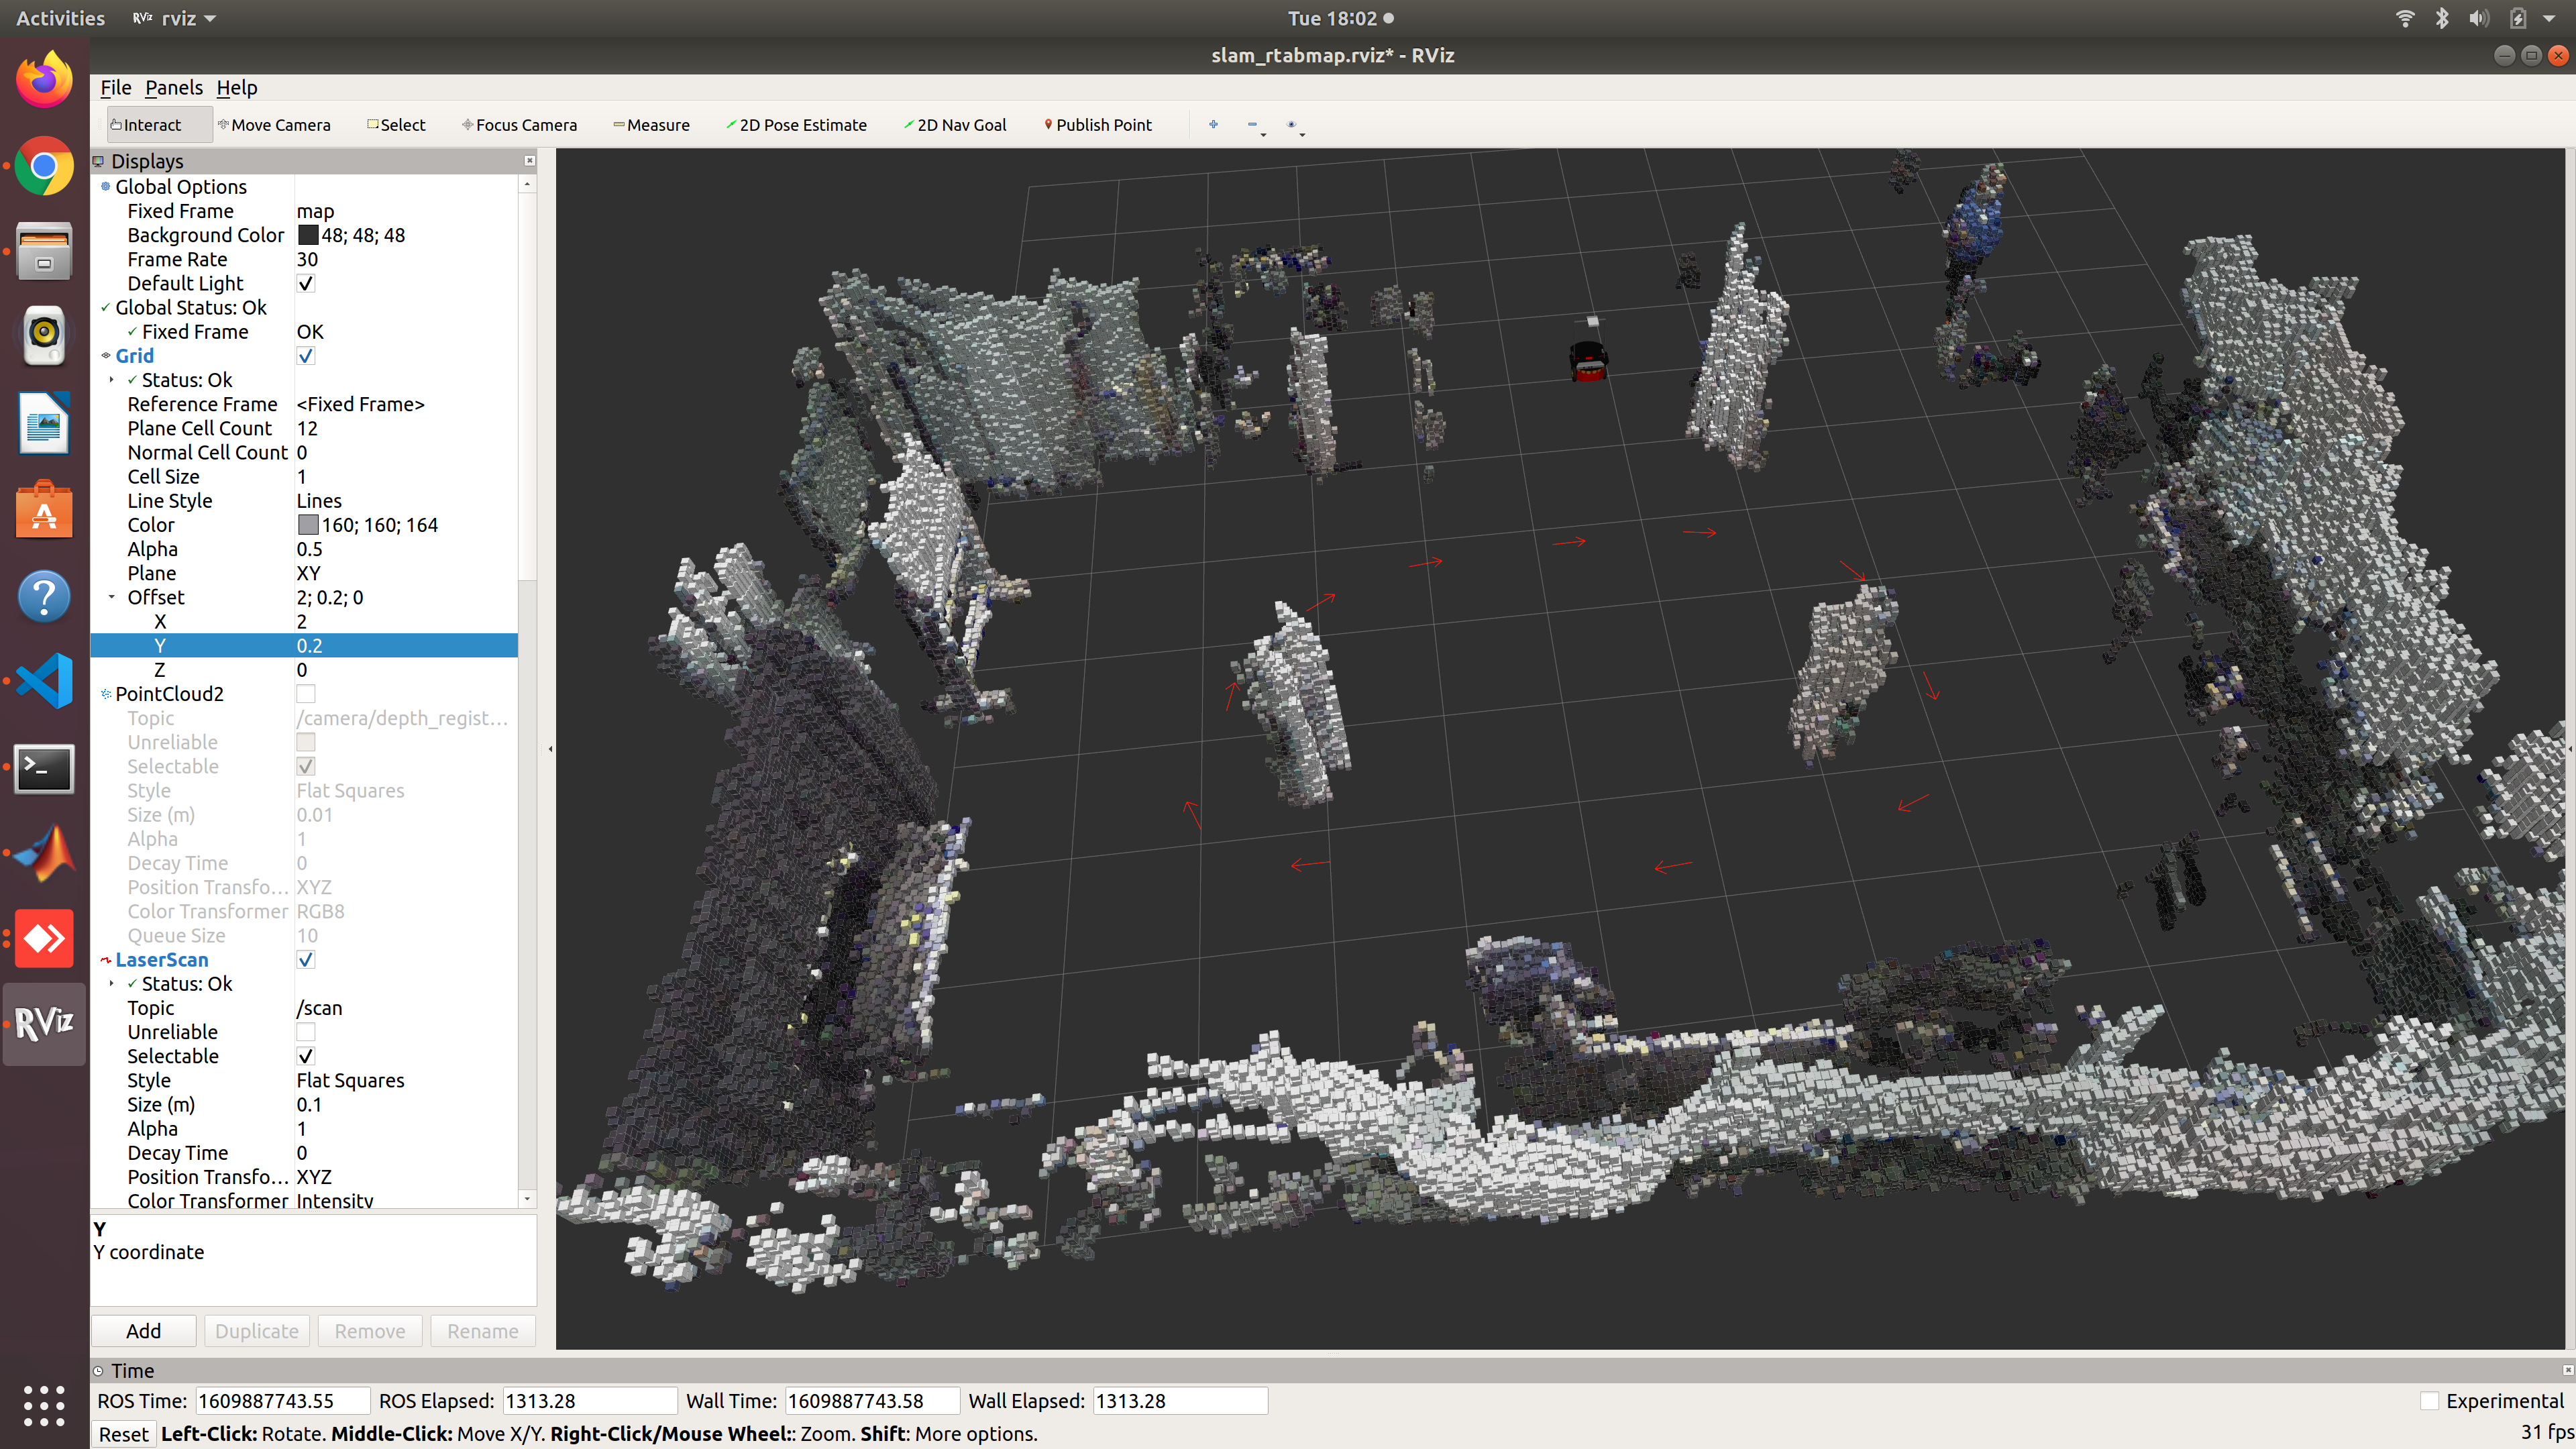 Activities RViz rviz Tue 18:02
slam_rtabmap.rviz* - RViz
File Panels Help
Interact Move Camera Select Focus Camera Measure 2D Pose Estimate 2D Nav Goal Publish Point
Displays
Global Options
Fixed Frame map
Background Color 48; 48; 48
Frame Rate 30
Default Light
Global Status: Ok
Fixed Frame OK
Grid
Status: Ok
Reference Frame <Fixed Frame>
Plane Cell Count 12
Normal Cell Count 0
Cell Size 1
Line Style Lines
Color 160; 160; 164
Alpha 0.5
Plane XY
Offset 2; 0.2; 0
X 2
Y 0.2
Z 0
PointCloud2
Topic /camera/depth_regist...
Unreliable
Selectable
Style Flat Squares
Size (m) 0.01
Alpha 1
Decay Time 0
Position Transfo... XYZ
Color Transformer RGB8
Queue Size 10
LaserScan
Status: Ok
Topic /scan
Unreliable
Selectable
Style Flat Squares
Size (m) 0.1
Alpha 1
Decay Time 0
Position Transfo... XYZ
Color Transformer Intensity
RViz
Y
Y coordinate
Add Duplicate Remove Rename
Time
ROS Time: 1609887743.55 ROS Elapsed: 1313.28 Wall Time: 1609887743.58 Wall Elapsed: 1313.28 Experimental
Reset Left-Click: Rotate. Middle-Click: Move X/Y. Right-Click/Mouse Wheel:: Zoom. Shift: More options. 31 fps